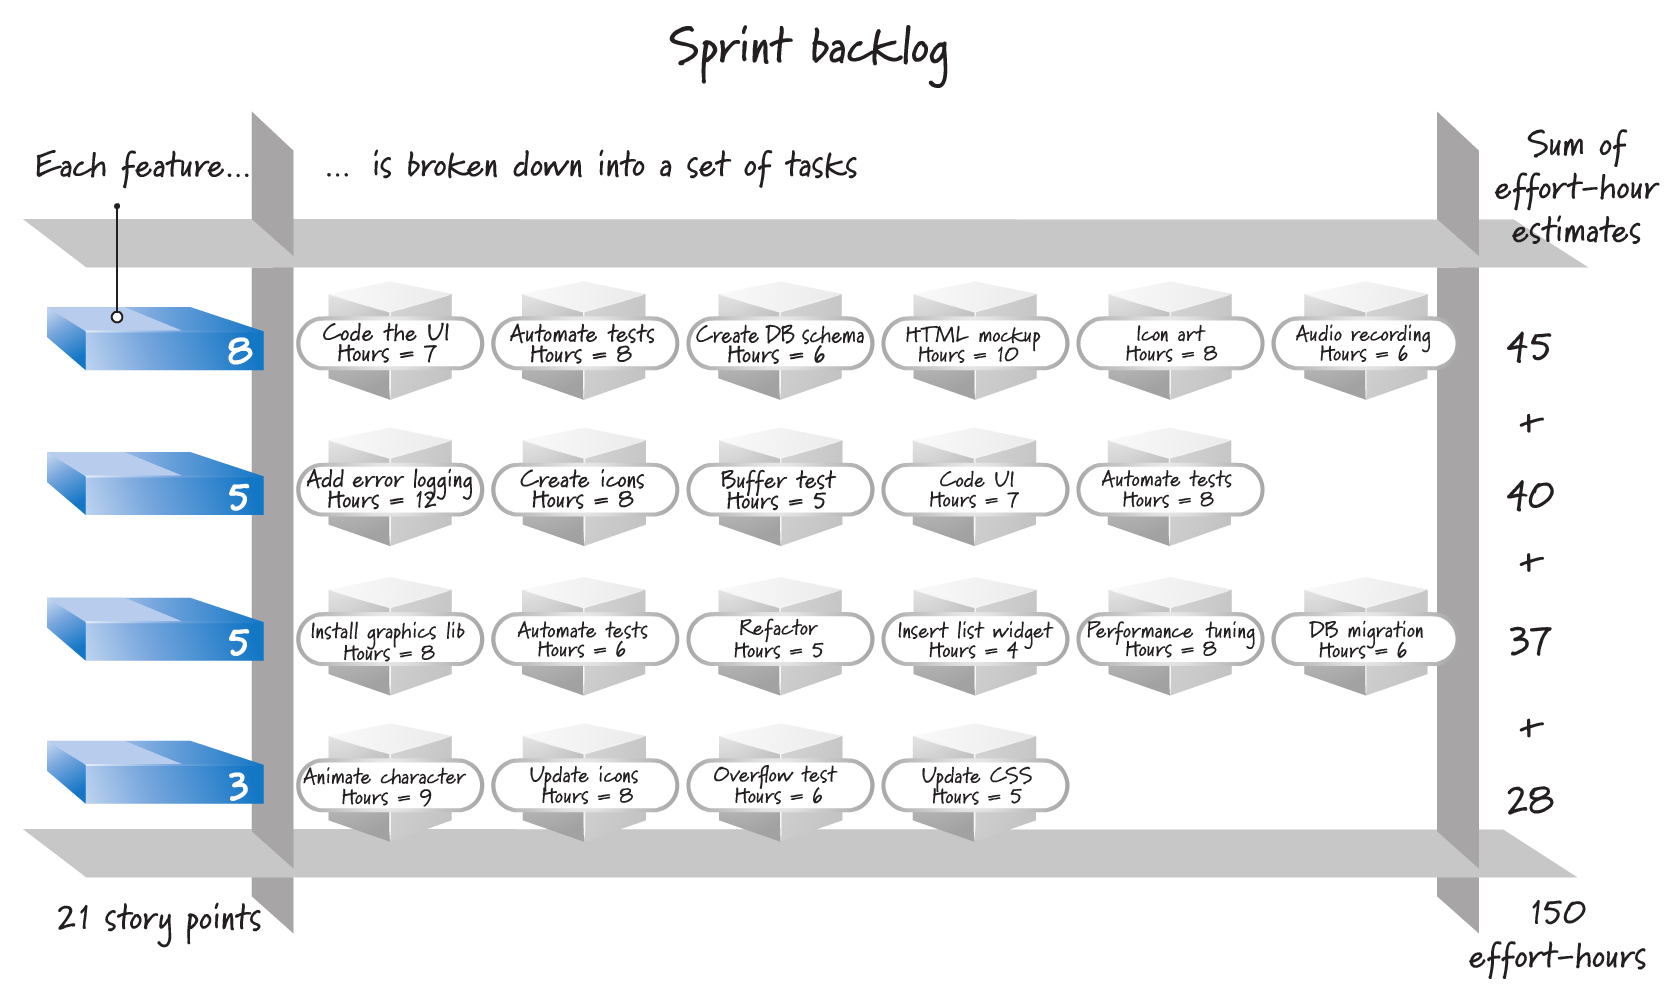 Sprint backlog
Each feature...
... is broken down into a set of tasks
Sum of
effort-hour
estimates
8
Code the UI
Hours = 7
Automate tests
Hours = 8
Create DB schema
Hours = 6
HTML mockup
Hours = 10
Icon art
Hours = 8
Audio recording
Hours = 6
45
+
5
Add error logging
Hours = 12
Create icons
Hours = 8
Buffer test
Hours = 5
Code UI
Hours = 7
Automate tests
Hours = 8
40
+
5
Install graphics lib
Hours = 8
Automate tests
Hours = 6
Refactor
Hours = 5
Insert list widget
Hours = 4
Performance tuning
Hours = 8
DB migration
Hours = 6
37
+
3
Animate character
Hours = 9
Update icons
Hours = 8
Overflow test
Hours = 6
Update CSS
Hours = 5
28
21 story points
150
effort-hours